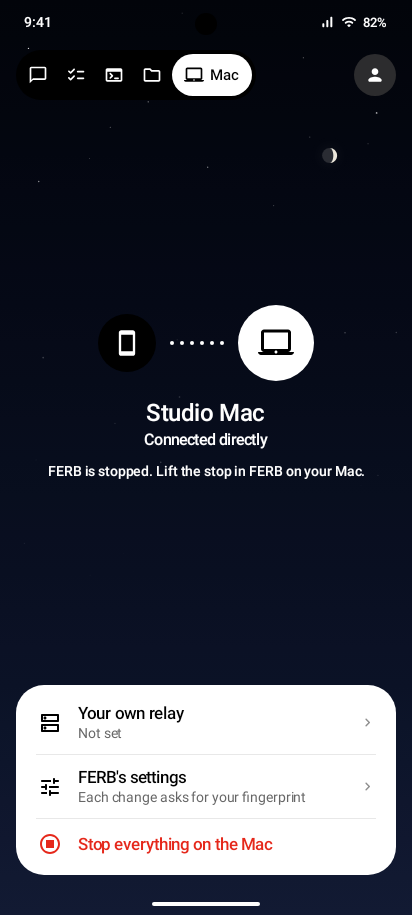 9:41
82%
Mac
Studio Mac
Connected directly
FERB is stopped. Lift the stop in FERB on your Mac.
Your own relay
Not set
FERB's settings
Each change asks for your fingerprint
Stop everything on the Mac